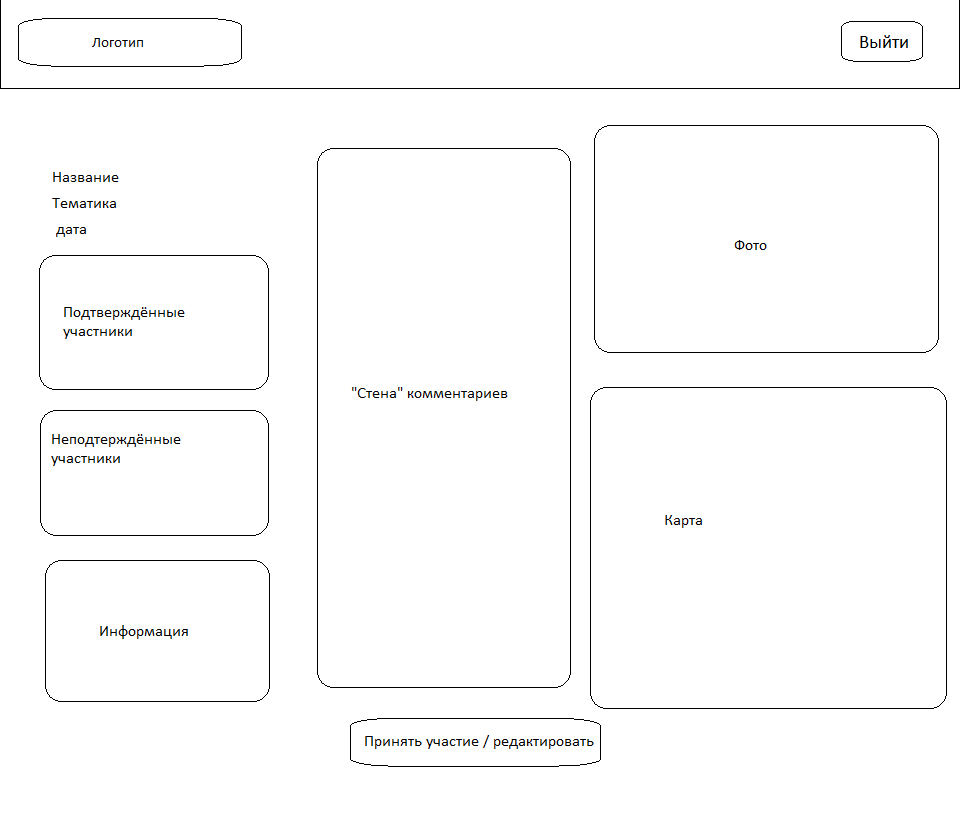 Логотип
Выйти
Название
Тематика
дата
Подтверждённые
участники
Неподтерждённые
участники
Информация
"Стена" комментариев
Фото
Карта
Принять участие / редактировать